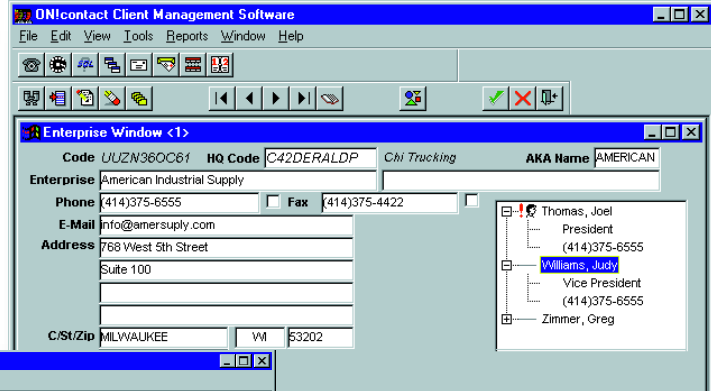 ON!contact Client Management Software
File Edit View Tools Reports Window Help
Enterprise Window <1>
Code UUZN36OC61 HQ Code C42DERALDP Chi Trucking AKA Name AMERICAN
Enterprise American Industrial Supply
Phone (414)375-6555 Fax (414)375-4422
E-Mail info@amersuply.com
Address 768 West 5th Street
Suite 100
C/St/Zip MILWAUKEE WI 53202
Thomas, Joel
President
(414)375-6555
Williams, Judy
Vice President
(414)375-6555
Zimmer, Greg